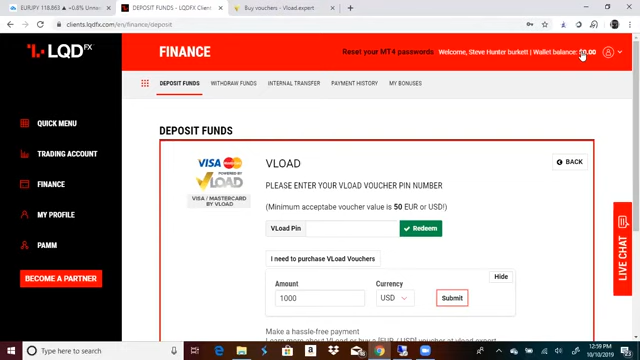 EURJPY 118.863 ▲ +0.6% Unnam
DEPOSIT FUNDS - LQDFX Client
Buy vouchers - Vload.expert
clients.lqdfx.com/en/finance/deposit
LQDFX
FINANCE
Reset your MT4 passwords
Welcome, Steve Hunter burkett | Wallet balance: $0.00
DEPOSIT FUNDS
WITHDRAW FUNDS
INTERNAL TRANSFER
PAYMENT HISTORY
MY BONUSES
QUICK MENU
TRADING ACCOUNT
FINANCE
MY PROFILE
PAMM
BECOME A PARTNER
DEPOSIT FUNDS
VISA
POWERED BY
VLOAD
VISA / MASTERCARD
BY VLOAD
VLOAD
BACK
PLEASE ENTER YOUR VLOAD VOUCHER PIN NUMBER
(Minimum acceptabe voucher value is 50 EUR or USD!)
VLoad Pin
Redeem
I need to purchase VLoad Vouchers
Hide
Amount
Currency
1000
USD
Submit
Make a hassle-free payment
LIVE CHAT
Type here to search
12:59 PM
10/10/2019